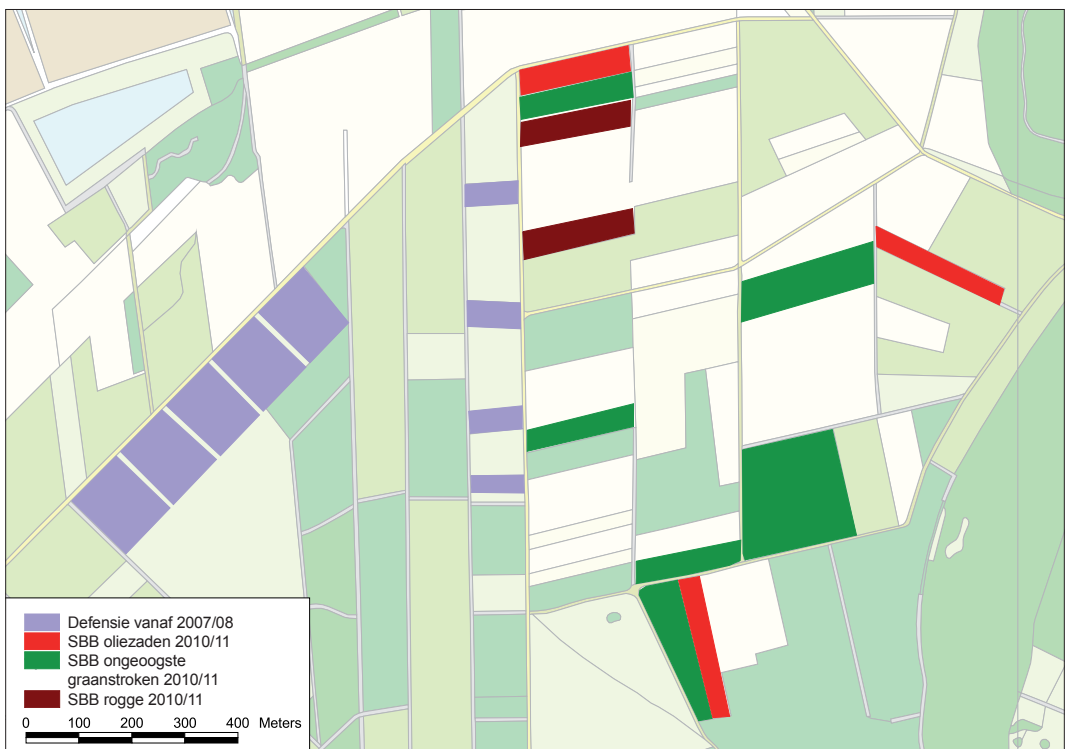 Defensie vanaf 2007/08
SBB oliezaden 2010/11
SBB ongeoogste
graanstroken 2010/11
SBB rogge 2010/11
0 100 200 300 400 Meters